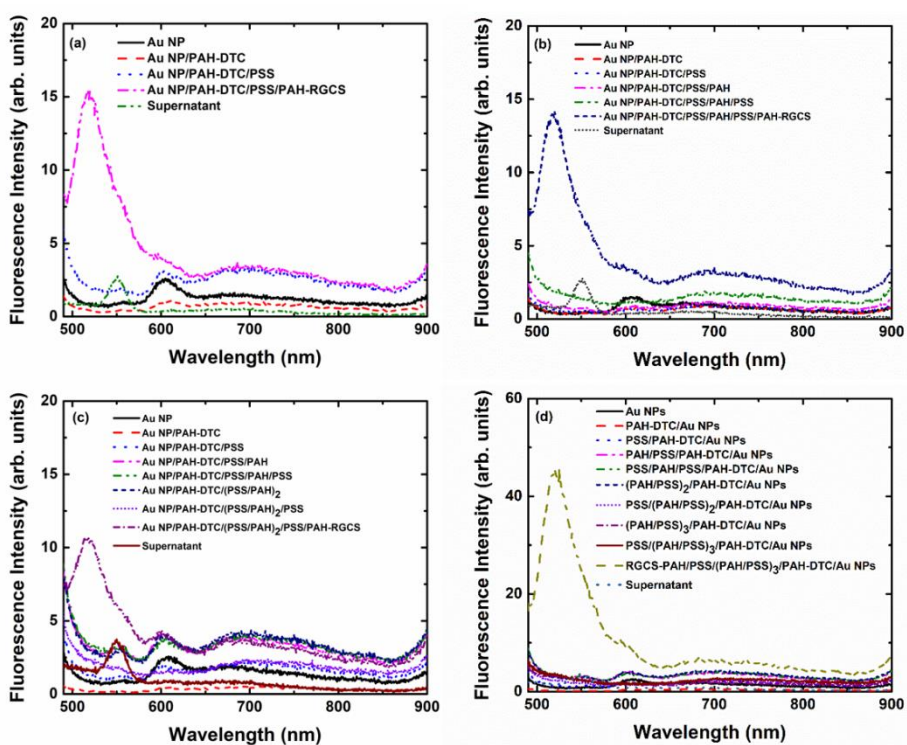 (a)
Au NP
Au NP/PAH-DTC
Au NP/PAH-DTC/PSS
Au NP/PAH-DTC/PSS/PAH-RGCS
Supernatant
Fluorescence Intensity (arb. units)
20
15
10
5
0
500 600 700 800 900
Wavelength (nm)
(b)
Au NP
Au NP/PAH-DTC
Au NP/PAH-DTC/PSS
Au NP/PAH-DTC/PSS/PAH
Au NP/PAH-DTC/PSS/PAH/PSS
Au NP/PAH-DTC/PSS/PAH/PSS/PAH-RGCS
Supernatant
Fluorescence Intensity (arb. units)
20
15
10
5
0
500 600 700 800 900
Wavelength (nm)
(c)
Au NP
Au NP/PAH-DTC
Au NP/PAH-DTC/PSS
Au NP/PAH-DTC/PSS/PAH
Au NP/PAH-DTC/PSS/PAH/PSS
Au NP/PAH-DTC/(PSS/PAH)2
Au NP/PAH-DTC/(PSS/PAH)2/PSS
Au NP/PAH-DTC/(PSS/PAH)2/PSS/PAH-RGCS
Supernatant
Fluorescence Intensity (arb. units)
20
15
10
5
0
500 600 700 800 900
Wavelength (nm)
(d)
Au NPs
PAH-DTC/Au NPs
PSS/PAH-DTC/Au NPs
PAH/PSS/PAH-DTC/Au NPs
PSS/PAH/PSS/PAH-DTC/Au NPs
(PAH/PSS)2/PAH-DTC/Au NPs
PSS/(PAH/PSS)2/PAH-DTC/Au NPs
(PAH/PSS)3/PAH-DTC/Au NPs
PSS/(PAH/PSS)3/PAH-DTC/Au NPs
RGCS-PAH/PSS/(PAH/PSS)3/PAH-DTC/Au NPs
Supernatant
Fluorescence Intensity (arb. units)
60
40
20
0
500 600 700 800 900
Wavelength (nm)